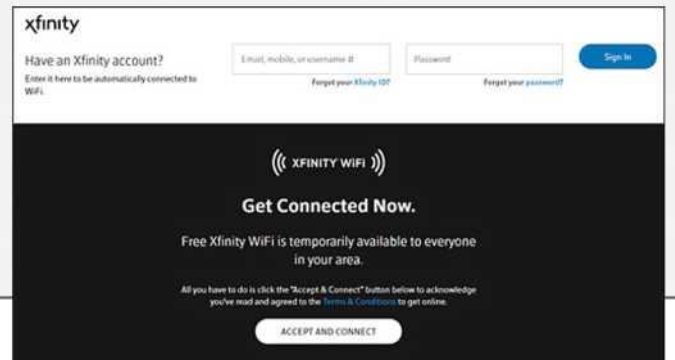 xfinity
Have an Xfinity account?
Enter it here to be automatically connected to
WiFi.
Email, mobile, or username #
Password
Sign In
Forgot your Xfinity ID?
Forgot your password?
XFINITY WiFi
Get Connected Now.
Free Xfinity WiFi is temporarily available to everyone
in your area.
All you have to do is click the "Accept & Connect" button below to acknowledge
you've read and agreed to the Terms & Conditions to get online.
ACCEPT AND CONNECT